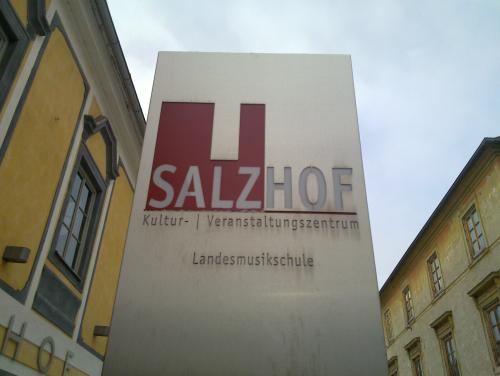 SALZHOF
Kultur- | Veranstaltungszentrum
Landesmusikschule
HOF